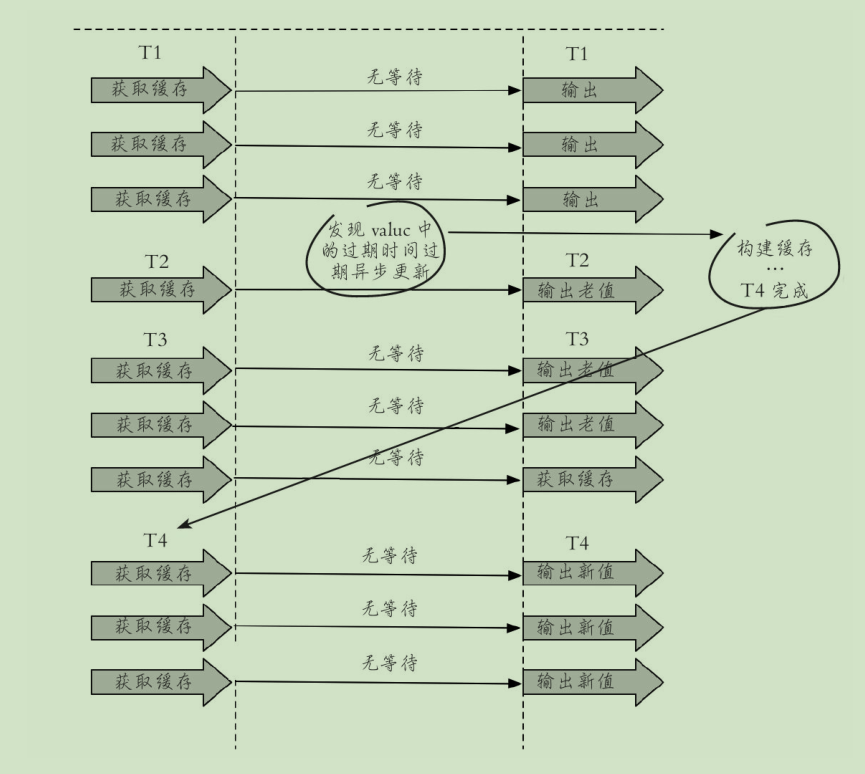 T1
T1
获取缓存
无等待
输出
获取缓存
无等待
输出
获取缓存
无等待
输出
发现 valuc 中
的过期时间过
期异步更新
构建缓存
…
T4 完成
T2
T2
获取缓存
输出老值
T3
T3
获取缓存
无等待
输出老值
获取缓存
无等待
输出老值
获取缓存
无等待
获取缓存
T4
T4
获取缓存
无等待
输出新值
获取缓存
无等待
输出新值
获取缓存
无等待
输出新值